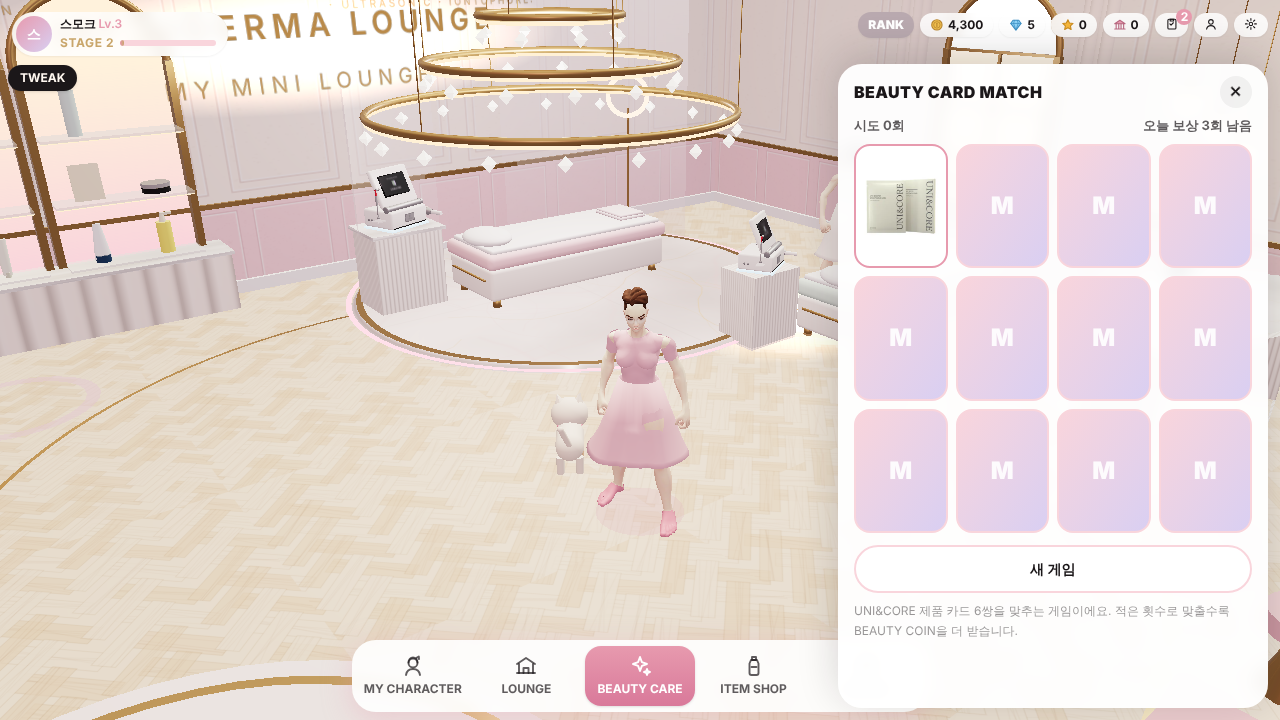 스
스모크 Lv.3
STAGE 2
TWEAK
ERMA LOUNGE
MY MINI LOUNGE
RANK
4,300
5
0
0
2
BEAUTY CARD MATCH
시도 0회
오늘 보상 3회 남음
UNI&CORE
UNI&CORE
M
M
M
M
M
M
M
M
M
M
M
새 게임
UNI&CORE 제품 카드 6쌍을 맞추는 게임이에요. 적은 횟수로 맞출수록
BEAUTY COIN을 더 받습니다.
MY CHARACTER
LOUNGE
BEAUTY CARE
ITEM SHOP